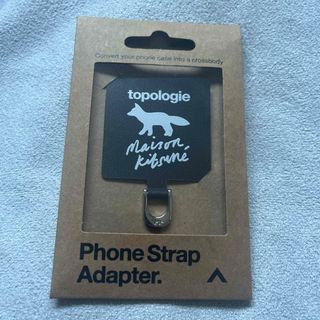 Convert your phone case into a crossbody
topologie
Maison
Kitsuné
Phone Strap
Adapter.